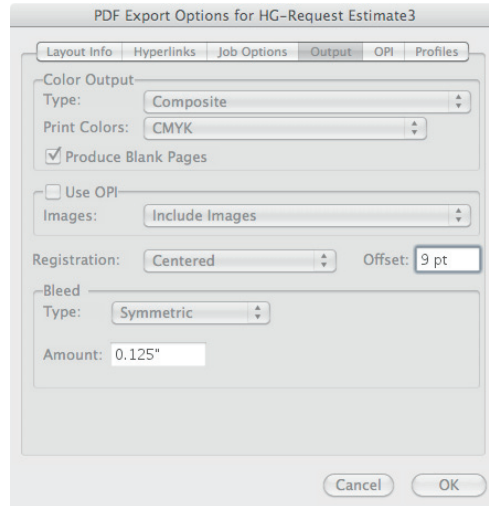 PDF Export Options for HG-Request Estimate3
Layout Info Hyperlinks Job Options Output OPI Profiles
Color Output
Type: Composite
Print Colors: CMYK
Produce Blank Pages
Use OPI
Images: Include Images
Registration: Centered Offset: 9 pt
Bleed
Type: Symmetric
Amount: 0.125"
Cancel OK